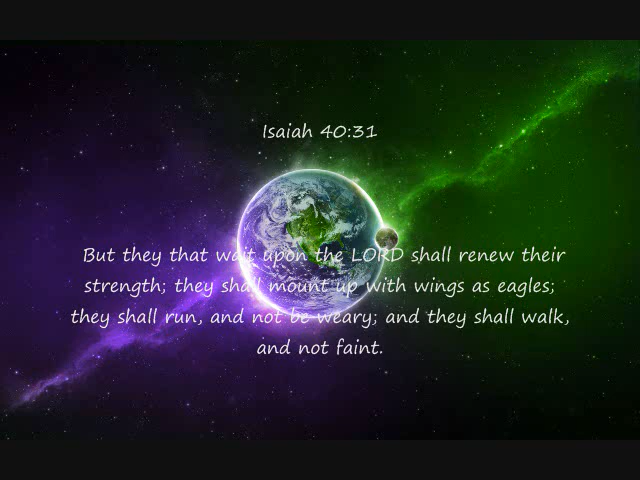 Isaiah 40:31
But they that wait upon the LORD shall renew their
strength; they shall mount up with wings as eagles;
they shall run, and not be weary; and they shall walk,
and not faint.